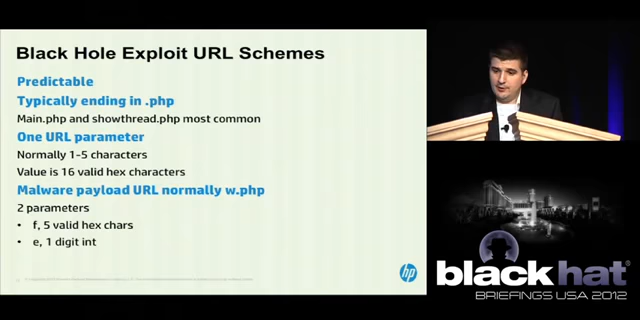 Black Hole Exploit URL Schemes
Predictable
Typically ending in .php
Main.php and showthread.php most common
One URL parameter
Normally 1-5 characters
Value is 16 valid hex characters
Malware payload URL normally w.php
2 parameters
• f, 5 valid hex chars
• e, 1 digit int
hp
blackhat
BRIEFINGS USA 2012